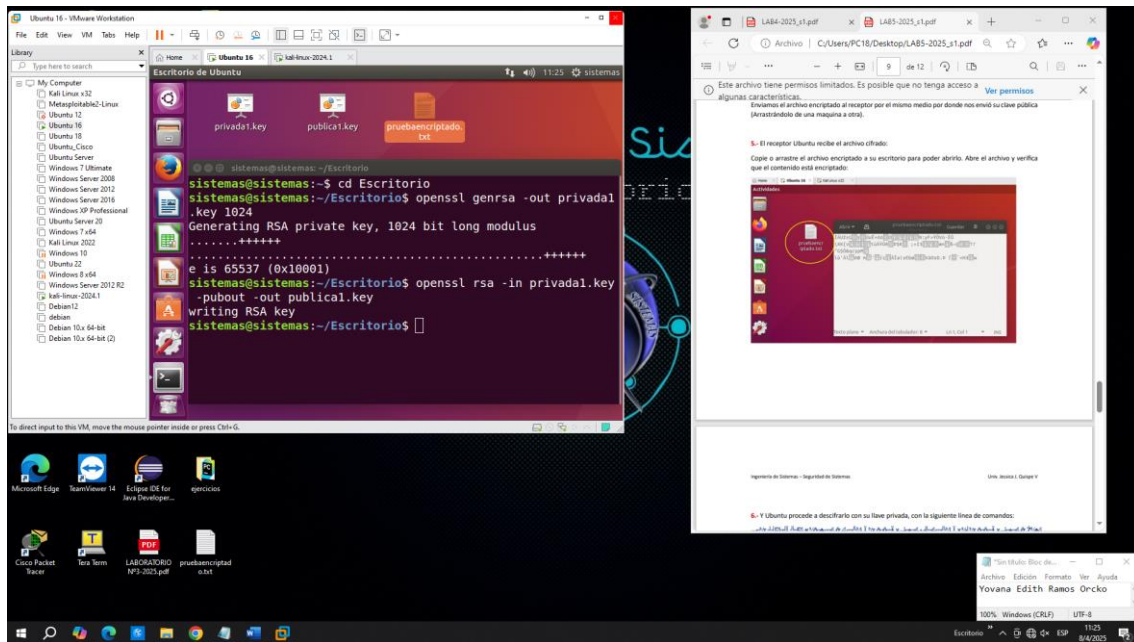 Ubuntu 16 - VMware Workstation
File Edit View VM Tabs Help
Library
Type here to search
My Computer
Kali Linux x32
Metasploitable2-Linux
Ubuntu 12
Ubuntu 16
Ubuntu 18
Ubuntu_Cisco
Ubuntu Server
Windows 7 Ultimate
Windows Server 2008
Windows Server 2012
Windows Server 2016
Windows XP Professional
Ubuntu Server 20
Windows 7 x64
Kali Linux 2022
Windows 10
Ubuntu 22
Windows 8 x64
Windows Server 2012 R2
kali-linux-2024.1
Debian12
debian
Debian 10.x 64-bit
Debian 10.x 64-bit (2)
Home
Ubuntu 16
kali-linux-2024.1
Escritorio de Ubuntu
11:25 sistemas
privada1.key
publica1.key
pruebaencriptado.
txt
sistemas@sistemas: ~/Escritorio
sistemas@sistemas:~$ cd Escritorio
sistemas@sistemas:~/Escritorio$ openssl genrsa -out privada1
.key 1024
Generating RSA private key, 1024 bit long modulus
.......++++++
...................................................++++++
e is 65537 (0x10001)
sistemas@sistemas:~/Escritorio$ openssl rsa -in privada1.key
-pubout -out publica1.key
writing RSA key
sistemas@sistemas:~/Escritorio$
To direct input to this VM, move the mouse pointer inside or press Ctrl+G.
LAB4-2025_s1.pdf
LAB5-2025_s1.pdf
Archivo C:/Users/PC18/Desktop/LAB5-2025_s1.pdf
9 de 12
Este archivo tiene permisos limitados. Es posible que no tenga acceso a
algunas características.
Ver permisos
Enviamos el archivo encriptado al receptor por el mismo medio por donde nos envió su clave pública
(Arrastrándolo de una maquina a otra).
5.- El receptor Ubuntu recibe el archivo cifrado:
Copie o arrastre el archivo encriptado a su escritorio para poder abrirlo. Abre el archivo y verifica
que el contenido está encriptado:
Actividades
Ingeniería de Sistemas – Seguridad de Sistemas
Univ. Jessica I. Quispe V
6.- Y Ubuntu procede a descifrarlo con su llave privada, con la siguiente linea de comandos:
Microsoft Edge
TeamViewer 14
Eclipse IDE for
Java Developer...
ejercicios
Cisco Packet
Tracer
Tera Term
LABORATORIO
Nº3-2025.pdf
pruebaencriptad
o.txt
*Sin título: Bloc de...
Archivo Edición Formato Ver Ayuda
Yovana Edith Ramos Orcko
100% Windows (CRLF) UTF-8
Escritorio
ESP
11:25
8/4/2025